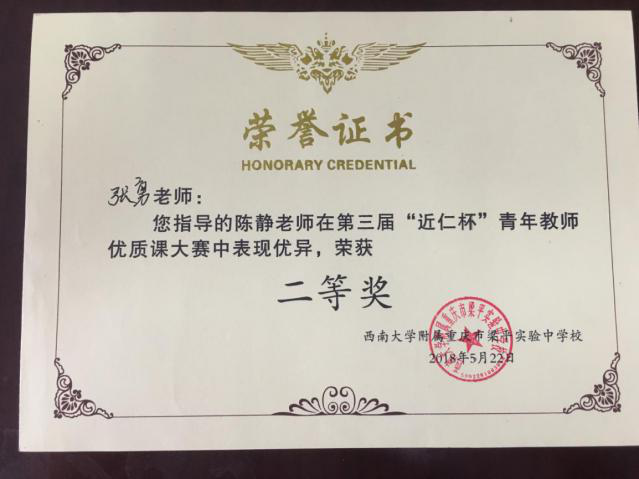 荣誉证书
HONORARY CREDENTIAL
张勇老师：
您指导的陈静老师在第三届“近仁杯”青年教师
优质课大赛中表现优异，荣获
二等奖
西南大学附属重庆市梁平实验中学校
2018年5月22日